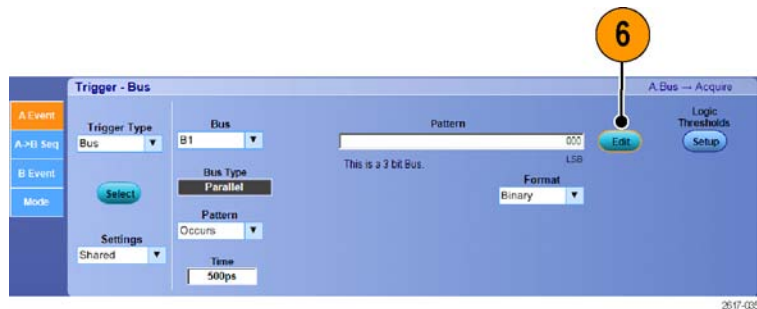 6
Trigger - Bus
A:Bus → Acquire
A Event
A->B Seq
B Event
Mode
Trigger Type
Bus
Select
Settings
Shared
Bus
B1
Bus Type
Parallel
Pattern
Occurs
Time
500ps
Pattern
000
This is a 3 bit Bus.
LSB
Format
Binary
Edit
Logic
Thresholds
Setup
2617-035